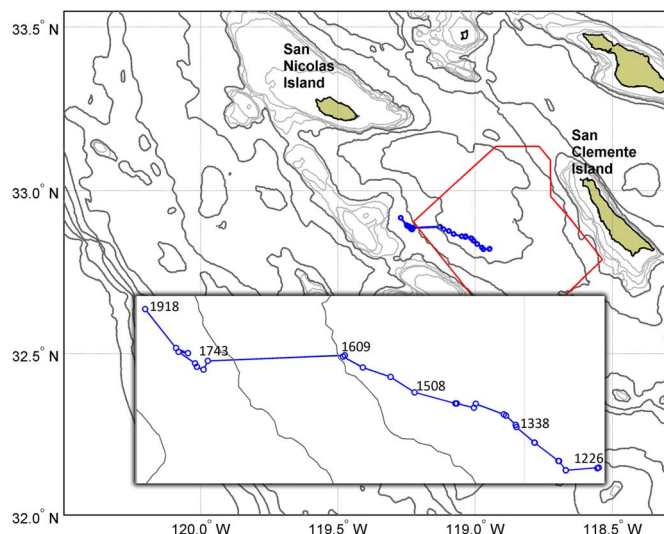 33.5° N
San
Nicolas
Island
San
Clemente
Island
33.0° N
1918
1743
1609
1508
1338
1226
32.5° N
32.0° N
120.0° W
119.5° W
119.0° W
118.5° W